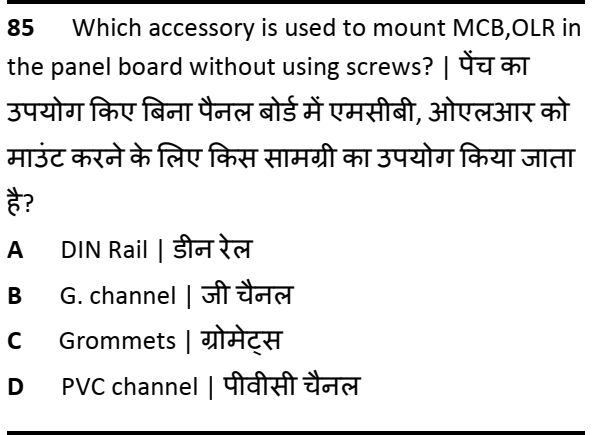 85 Which accessory is used to mount MCB,OLR in
the panel board without using screws? | पेंच का
उपयोग किए बिना पैनल बोर्ड में एमसीबी, ओएलआर को
माउंट करने के लिए किस सामग्री का उपयोग किया जाता
है?
A DIN Rail | डीन रेल
B G. channel | जी चैनल
C Grommets | ग्रोमेट्स
D PVC channel | पीवीसी चैनल